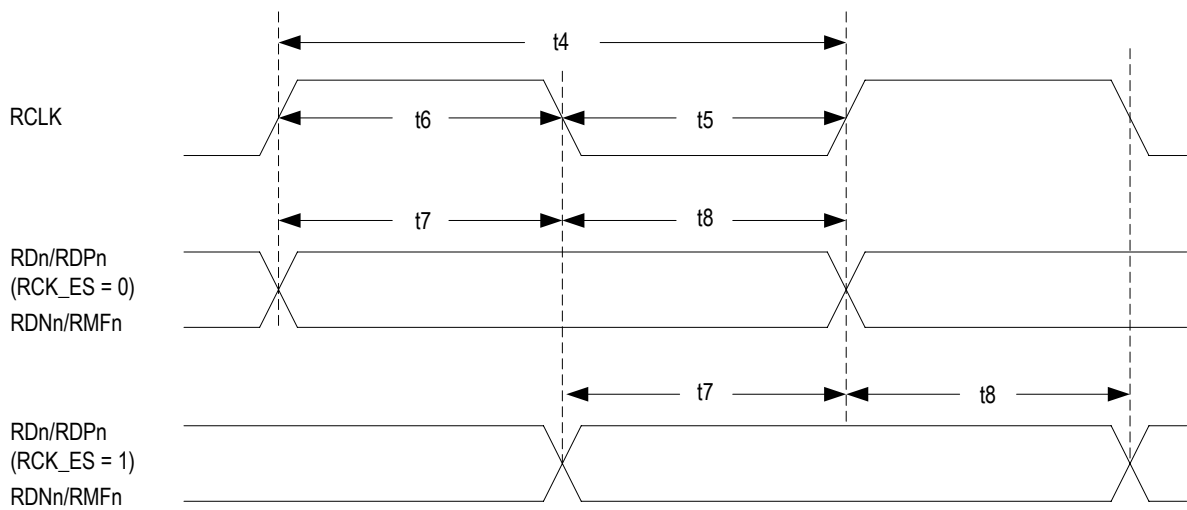 t4
RCLK
t6
t5
t7
t8
RDn/RDPn
(RCK_ES = 0)
RDNn/RMFn
t7
t8
RDn/RDPn
(RCK_ES = 1)
RDNn/RMFn